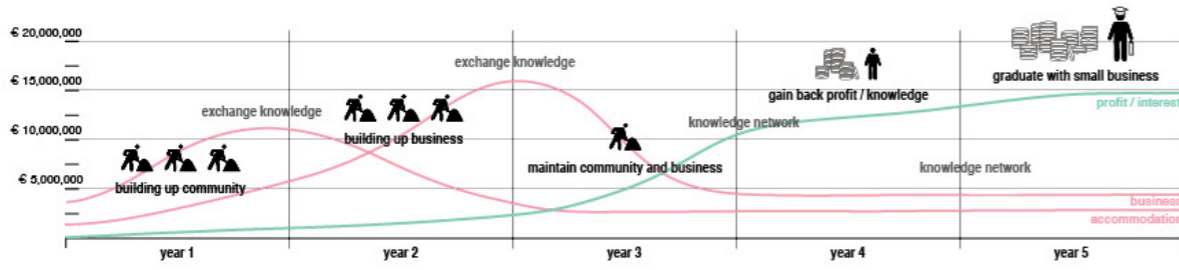 € 20,000,000
€ 15,000,000
€ 10,000,000
€ 5,000,000
exchange knowledge
building up community
exchange knowledge
building up business
maintain community and business
knowledge network
gain back profit / knowledge
graduate with small business
profit / interest
knowledge network
business
accommodation
year 1
year 2
year 3
year 4
year 5